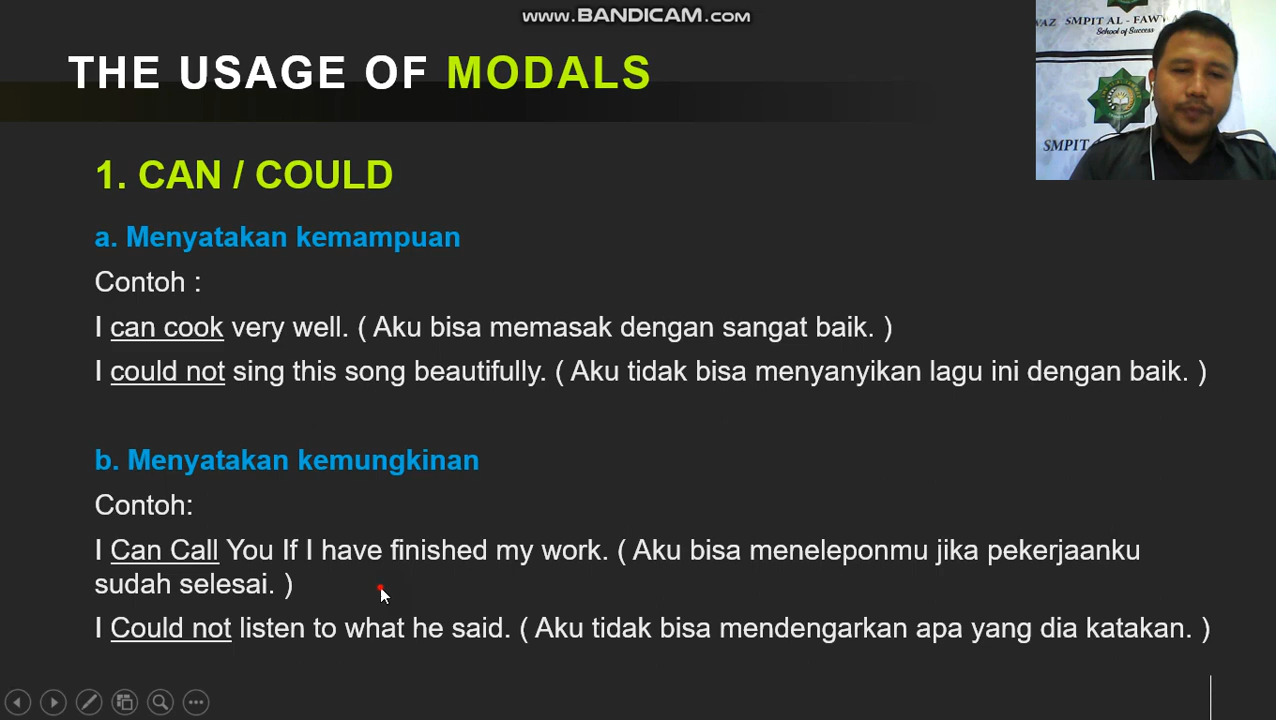 www.BANDICAM.com
THE USAGE OF MODALS
SMPIT AL - FAW
School of Success
SMPIT
1. CAN / COULD
a. Menyatakan kemampuan
Contoh :
I can cook very well. ( Aku bisa memasak dengan sangat baik. )
I could not sing this song beautifully. ( Aku tidak bisa menyanyikan lagu ini dengan baik. )
b. Menyatakan kemungkinan
Contoh:
I Can Call You If I have finished my work. ( Aku bisa meneleponmu jika pekerjaanku
sudah selesai. )
I Could not listen to what he said. ( Aku tidak bisa mendengarkan apa yang dia katakan. )